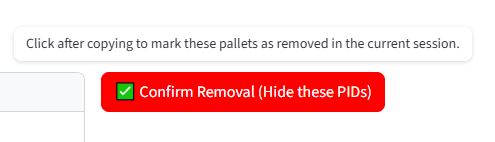 Click after copying to mark these pallets as removed in the current session.
✅ Confirm Removal (Hide these PIDs)